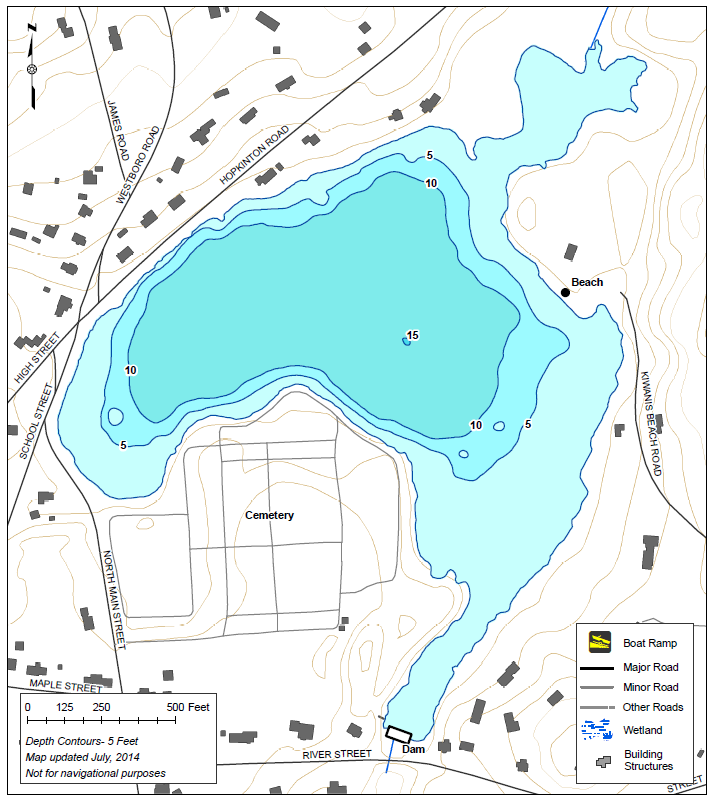 N
JAMES ROAD
WESTBORO ROAD
HOPKINTON ROAD
5
10
Beach
15
HIGH STREET
10
SCHOOL STREET
KIWANIS BEACH ROAD
10
5
5
Cemetery
NORTH MAIN STREET
MAPLE STREET
0 125 250 500 Feet
Depth Contours- 5 Feet
Map updated July, 2014
Not for navigational purposes
RIVER STREET
Dam
Boat Ramp
Major Road
Minor Road
Other Roads
Wetland
Building
Structures
STREET